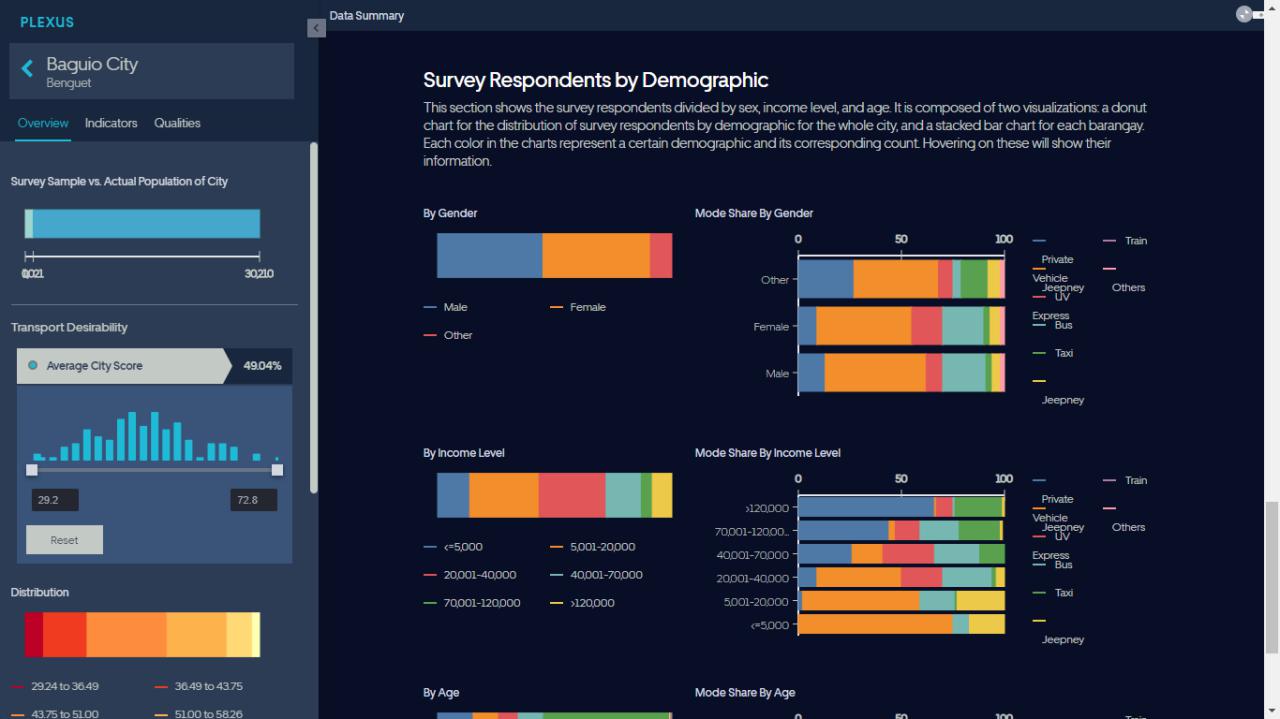 PLEXUS
Data Summary
Baguio City
Benguet
Overview
Indicators
Qualities
Survey Sample vs. Actual Population of City
30,210
Transport Desirability
Average City Score
49.04%
29.2
72.8
Reset
Distribution
29.24 to 36.49
36.49 to 43.75
43.75 to 51.00
51.00 to 58.26
Survey Respondents by Demographic
This section shows the survey respondents divided by sex, income level, and age. It is composed of two visualizations: a donut
chart for the distribution of survey respondents by demographic for the whole city, and a stacked bar chart for each barangay.
Each color in the charts represent a certain demographic and its corresponding count. Hovering on these will show their
information.
By Gender
Male
Female
Other
Mode Share By Gender
0
50
100
Other
Female
Male
Private
Vehicle
Jeepney
UV
Express
Bus
Taxi
Jeepney
Train
Others
By Income Level
<=5,000
5,001-20,000
20,001-40,000
40,001-70,000
70,001-120,000
>120,000
Mode Share By Income Level
0
50
100
>120,000
70,001-120,00...
40,001-70,000
20,001-40,000
5,001-20,000
<=5,000
Private
Vehicle
Jeepney
UV
Express
Bus
Taxi
Jeepney
Train
Others
By Age
Mode Share By Age
0
50
100
Train